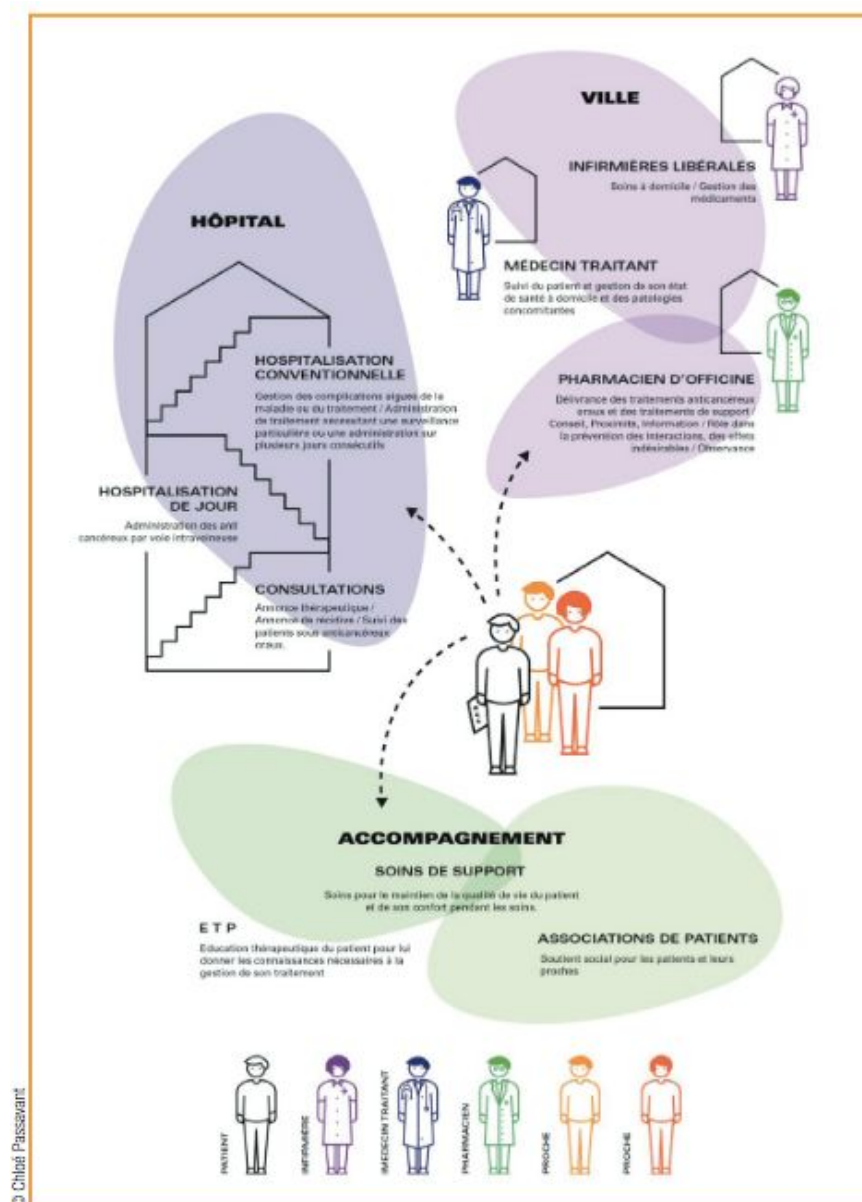 VILLE
INFIRMIÈRES LIBÉRALES
Soins à domicile / Gestion des
médicaments
HÔPITAL
MÉDECIN TRAITANT
Suivi du patient et gestion de son état
de santé à domicile et des patologies
concomitantes
HOSPITALISATION
CONVENTIONNELLE
Gestion des complications aigues de la
maladie ou du traitement / Administration
de traitement nécessitant une surveillance
particulière ou une administration sur
plusieurs jours consécutifs
PHARMACIEN D'OFFICINE
Délivrance des traitements anticancéreux
oraux et des traitements de support /
Conseil, Proximité, Information / Rôle dans
la prévention des interactions, des effets
indésirables / Observance
HOSPITALISATION
DE JOUR
Administration des anti
cancéreux par voie intraveineuse
CONSULTATIONS
Annonce thérapeutique /
Annonce de récidive / Suivi des
patients sous anticancéreux
oraux.
ACCOMPAGNEMENT
SOINS DE SUPPORT
Soins pour le maintien de la qualité de vie du patient
et de son confort pendant les soins.
E T P
Education thérapeutique du patient pour lui
donner les connaissances nécessaires à la
gestion de son traitement
ASSOCIATIONS DE PATIENTS
Soutient social pour les patients et leurs
proches
PATIENT
INFIRMIÈRE
MEDECIN TRAITANT
PHARMACIEN
PROCHE
PROCHE
© Chloé Passavant